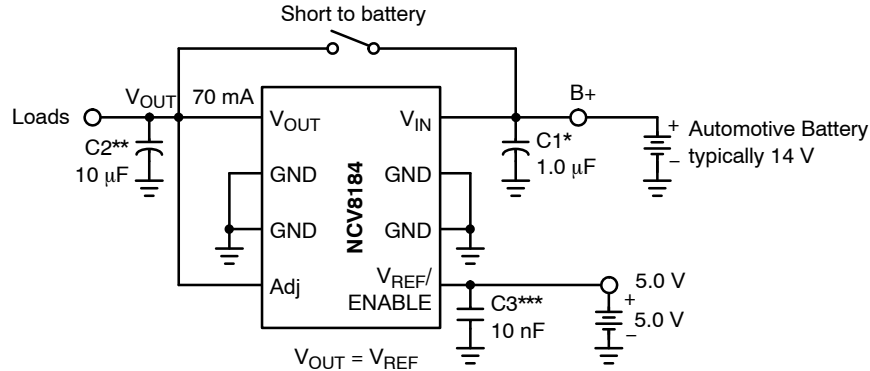 Short to battery
Loads
V_OUT
70 mA
C2**
10 μF
V_OUT
GND
GND
Adj
NCV8184
V_IN
GND
GND
V_REF/
ENABLE
C1*
1.0 μF
B+
+
−
Automotive Battery
typically 14 V
C3***
10 nF
5.0 V
+
5.0 V
−
V_OUT = V_REF